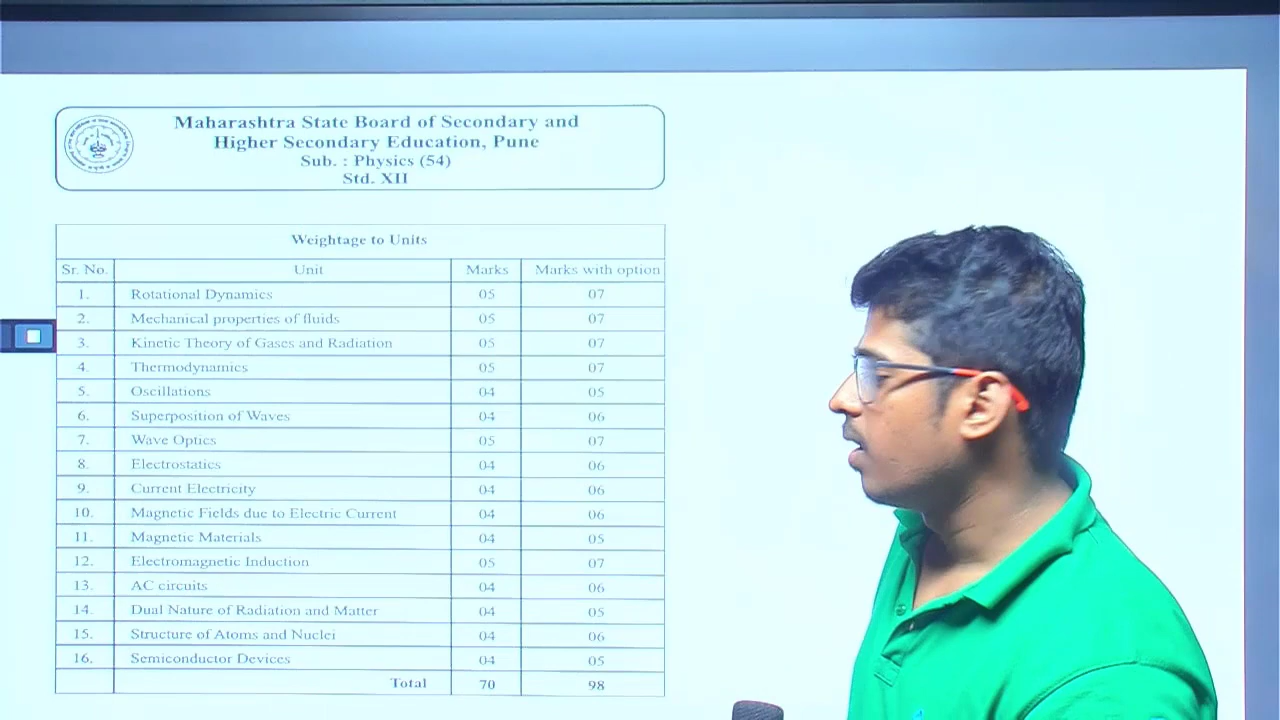 Maharashtra State Board of Secondary and
Higher Secondary Education, Pune
Sub. : Physics (54)
Std. XII
Weightage to Units
Sr. No. Unit Marks Marks with option
1. Rotational Dynamics 05 07
2. Mechanical properties of fluids 05 07
3. Kinetic Theory of Gases and Radiation 05 07
4. Thermodynamics 05 07
5. Oscillations 04 05
6. Superposition of Waves 04 06
7. Wave Optics 05 07
8. Electrostatics 04 06
9. Current Electricity 04 06
10. Magnetic Fields due to Electric Current 04 06
11. Magnetic Materials 04 05
12. Electromagnetic Induction 05 07
13. AC circuits 04 06
14. Dual Nature of Radiation and Matter 04 05
15. Structure of Atoms and Nuclei 04 06
16. Semiconductor Devices 04 05
Total 70 98